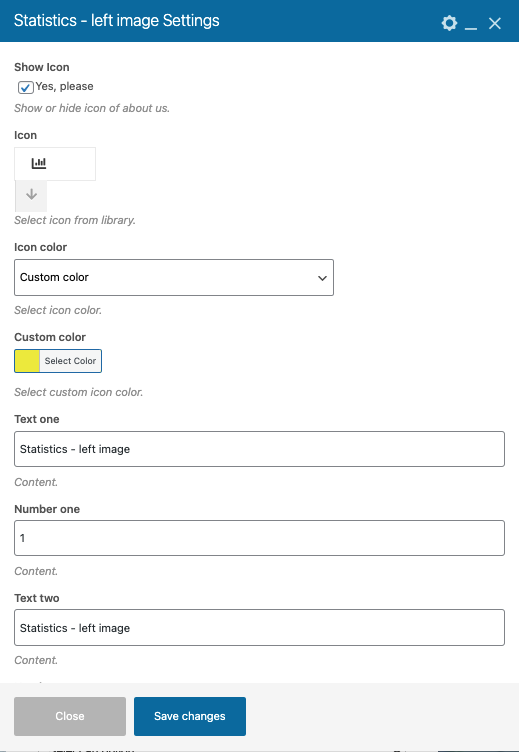 Statistics - left image Settings
Show Icon
Yes, please
Show or hide icon of about us.
Icon
Select icon from library.
Icon color
Custom color
Select icon color.
Custom color
Select Color
Select custom icon color.
Text one
Statistics - left image
Content.
Number one
1
Content.
Text two
Statistics - left image
Content.
Close
Save changes